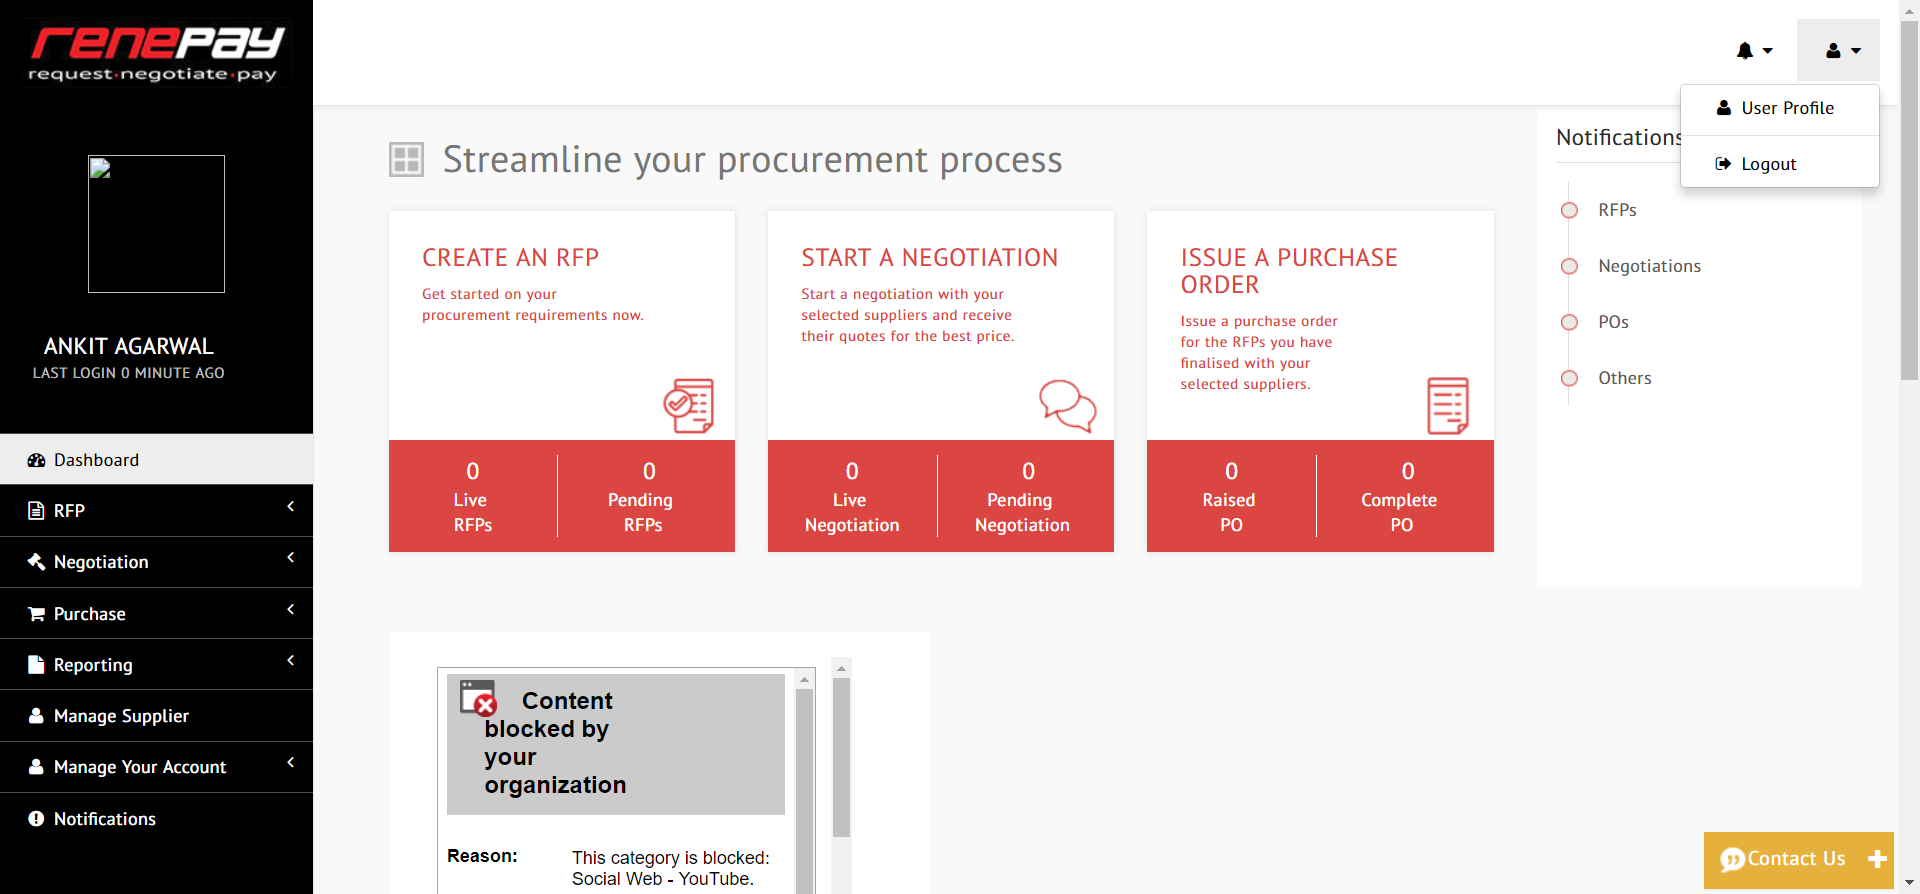 renepay
request·negotiate·pay
ANKIT AGARWAL
LAST LOGIN 0 MINUTE AGO
Dashboard
RFP
Negotiation
Purchase
Reporting
Manage Supplier
Manage Your Account
Notifications
User Profile
Logout
Streamline your procurement process
CREATE AN RFP
Get started on your
procurement requirements now.
0
Live
RFPs
0
Pending
RFPs
START A NEGOTIATION
Start a negotiation with your
selected suppliers and receive
their quotes for the best price.
0
Live
Negotiation
0
Pending
Negotiation
ISSUE A PURCHASE
ORDER
Issue a purchase order
for the RFPs you have
finalised with your
selected suppliers.
0
Raised
PO
0
Complete
PO
Notifications
RFPs
Negotiations
POs
Others
Content
blocked by
your
organization
Reason:
This category is blocked:
Social Web - YouTube.
Contact Us